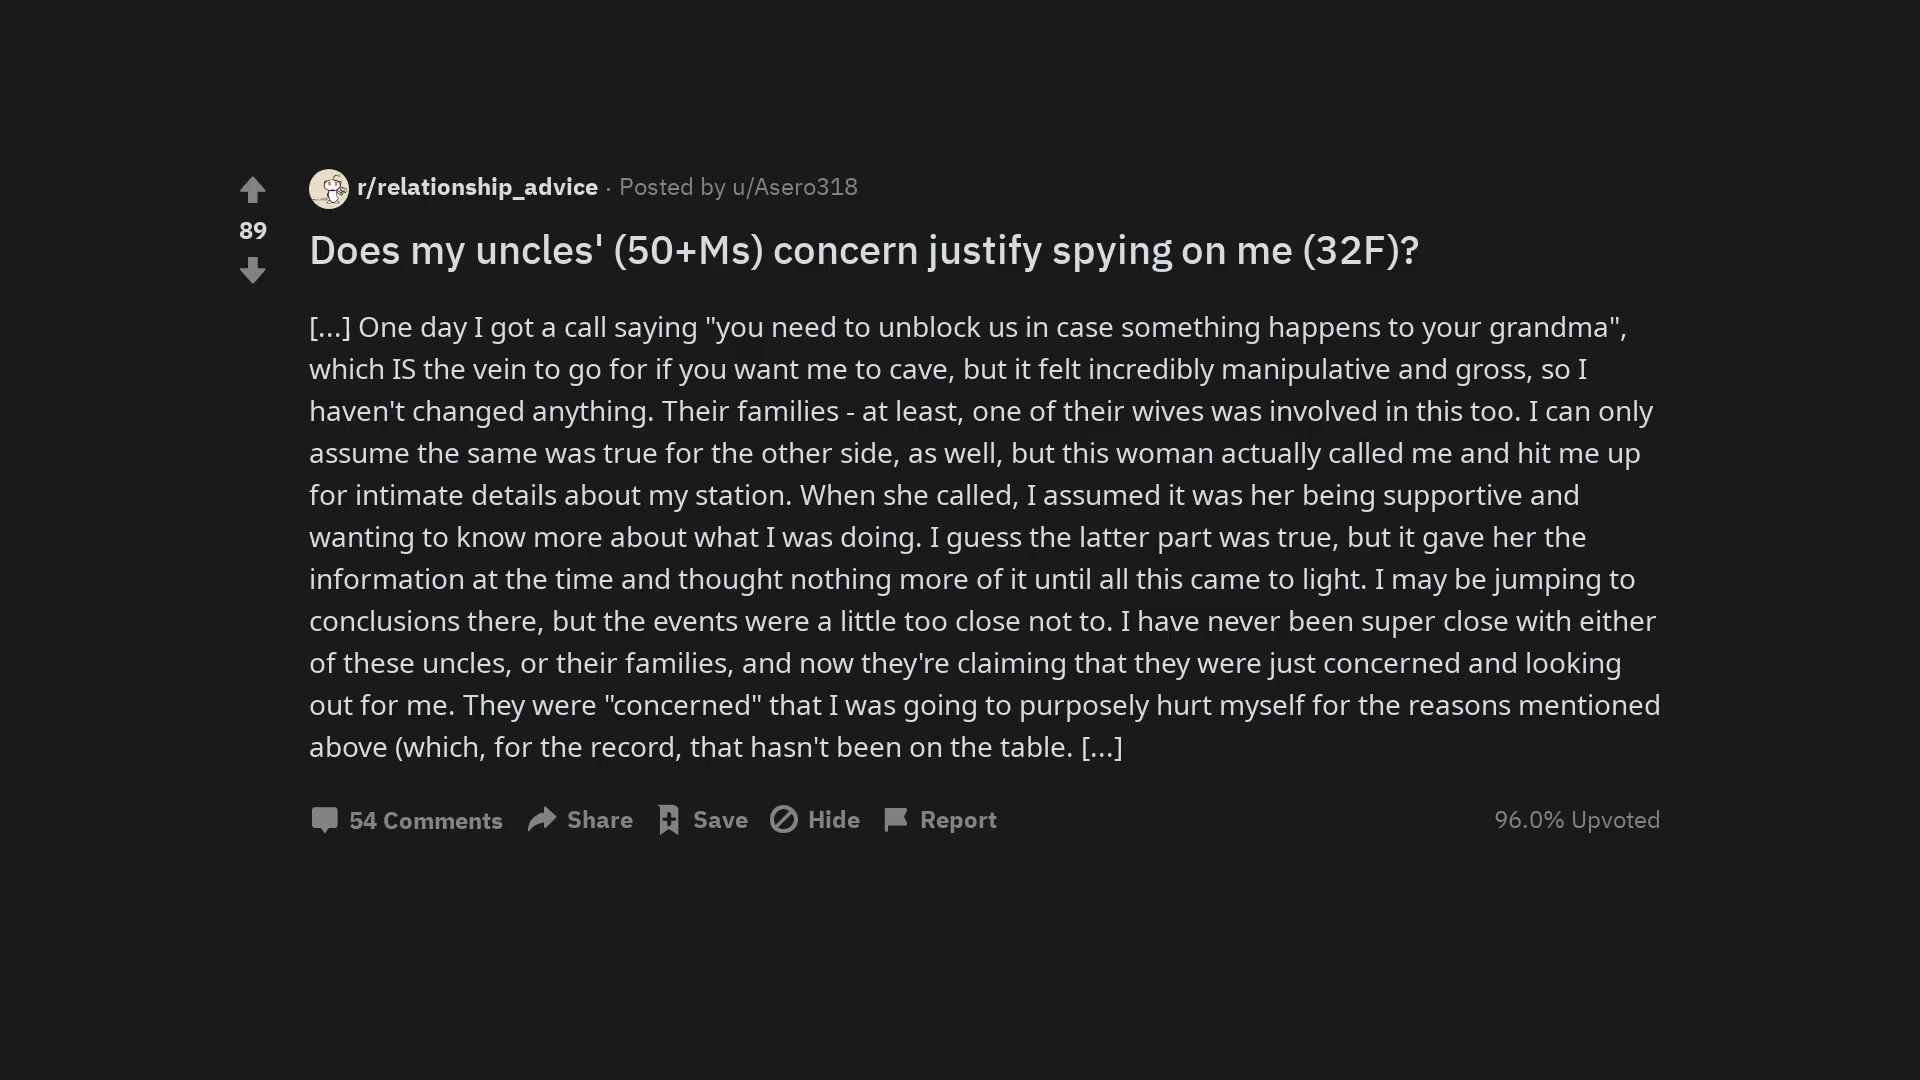 r/relationship_advice · Posted by u/Asero318
89
Does my uncles' (50+Ms) concern justify spying on me (32F)?
[...] One day I got a call saying "you need to unblock us in case something happens to your grandma",
which IS the vein to go for if you want me to cave, but it felt incredibly manipulative and gross, so I
haven't changed anything. Their families - at least, one of their wives was involved in this too. I can only
assume the same was true for the other side, as well, but this woman actually called me and hit me up
for intimate details about my station. When she called, I assumed it was her being supportive and
wanting to know more about what I was doing. I guess the latter part was true, but it gave her the
information at the time and thought nothing more of it until all this came to light. I may be jumping to
conclusions there, but the events were a little too close not to. I have never been super close with either
of these uncles, or their families, and now they're claiming that they were just concerned and looking
out for me. They were "concerned" that I was going to purposely hurt myself for the reasons mentioned
above (which, for the record, that hasn't been on the table. [...]
54 Comments Share Save Hide Report 96.0% Upvoted